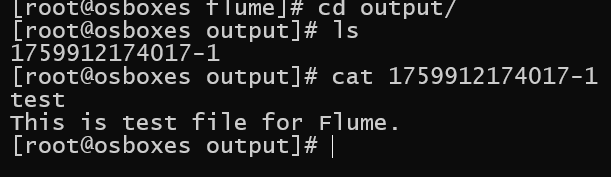 [root@osboxes flume]# cd output/
[root@osboxes output]# ls
1759912174017-1
[root@osboxes output]# cat 1759912174017-1
test
This is test file for Flume.
[root@osboxes output]#